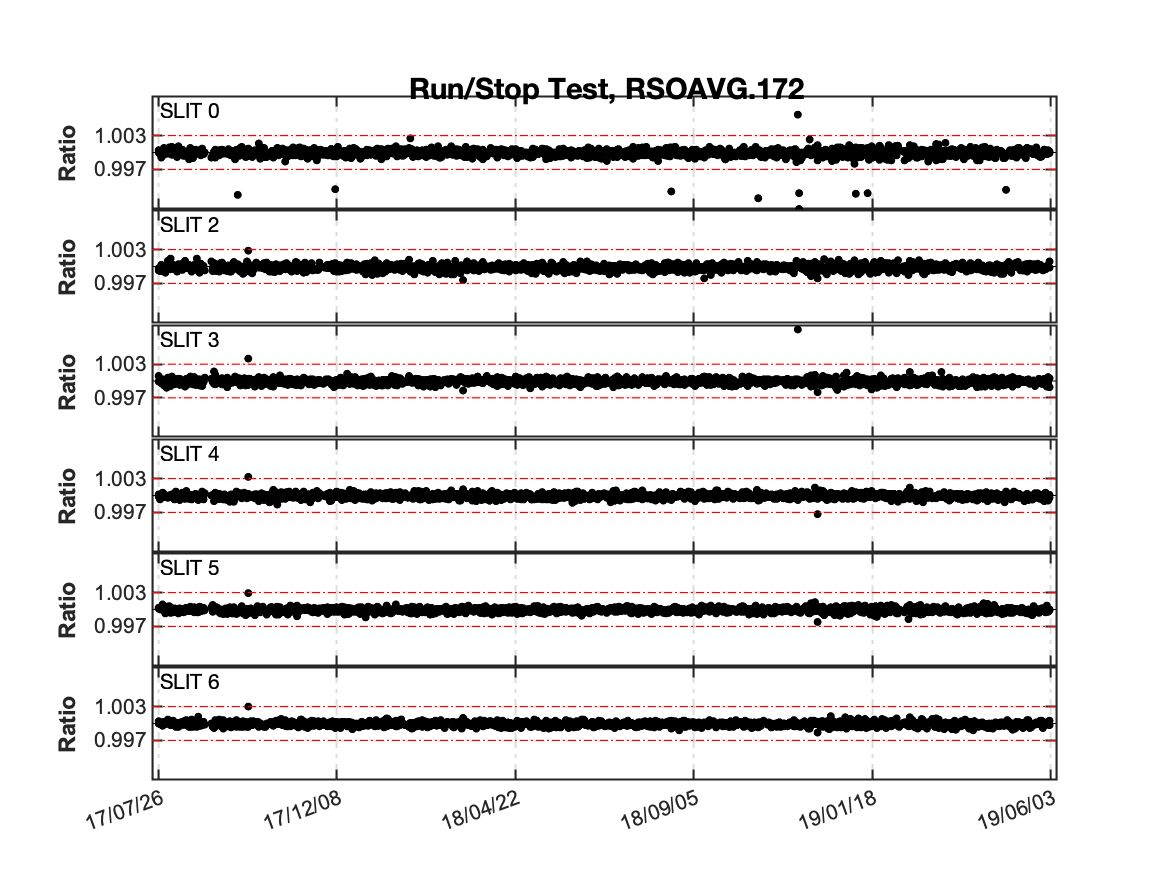 Run/Stop Test, RSOAVG.172
SLIT 0
Ratio
1.003
0.997
SLIT 2
Ratio
1.003
0.997
SLIT 3
Ratio
1.003
0.997
SLIT 4
Ratio
1.003
0.997
SLIT 5
Ratio
1.003
0.997
SLIT 6
Ratio
1.003
0.997
17/07/26 17/12/08 18/04/22 18/09/05 19/01/18 19/06/03